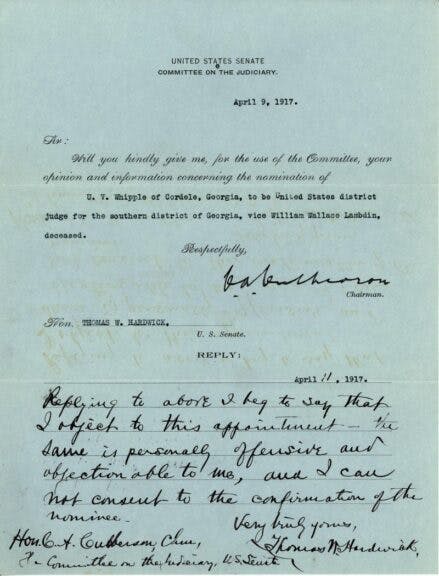 UNITED STATES SENATE
COMMITTEE ON THE JUDICIARY.
April 9, 1917.
Sir:
Will you kindly give me, for the use of the Committee, your
opinion and information concerning the nomination of
U. V. Whipple of Cordele, Georgia, to be United States district
judge for the southern district of Georgia, vice William Wallace Lambdin,
deceased.
Respectfully,
C. A. Culberson
Chairman.
Hon. THOMAS W. HARDWICK,
U. S. Senate.
REPLY:
April 11, 1917.
Replying to above I beg to say that
I object to this appointment — the
same is personally offensive and
objectionable to me, and I can
not consent to the confirmation of the
nominee.
Very truly yours,
Hon. C. A. Culberson Chm,
Thomas W. Hardwick,
Committee on the Judiciary, U.S. Senate